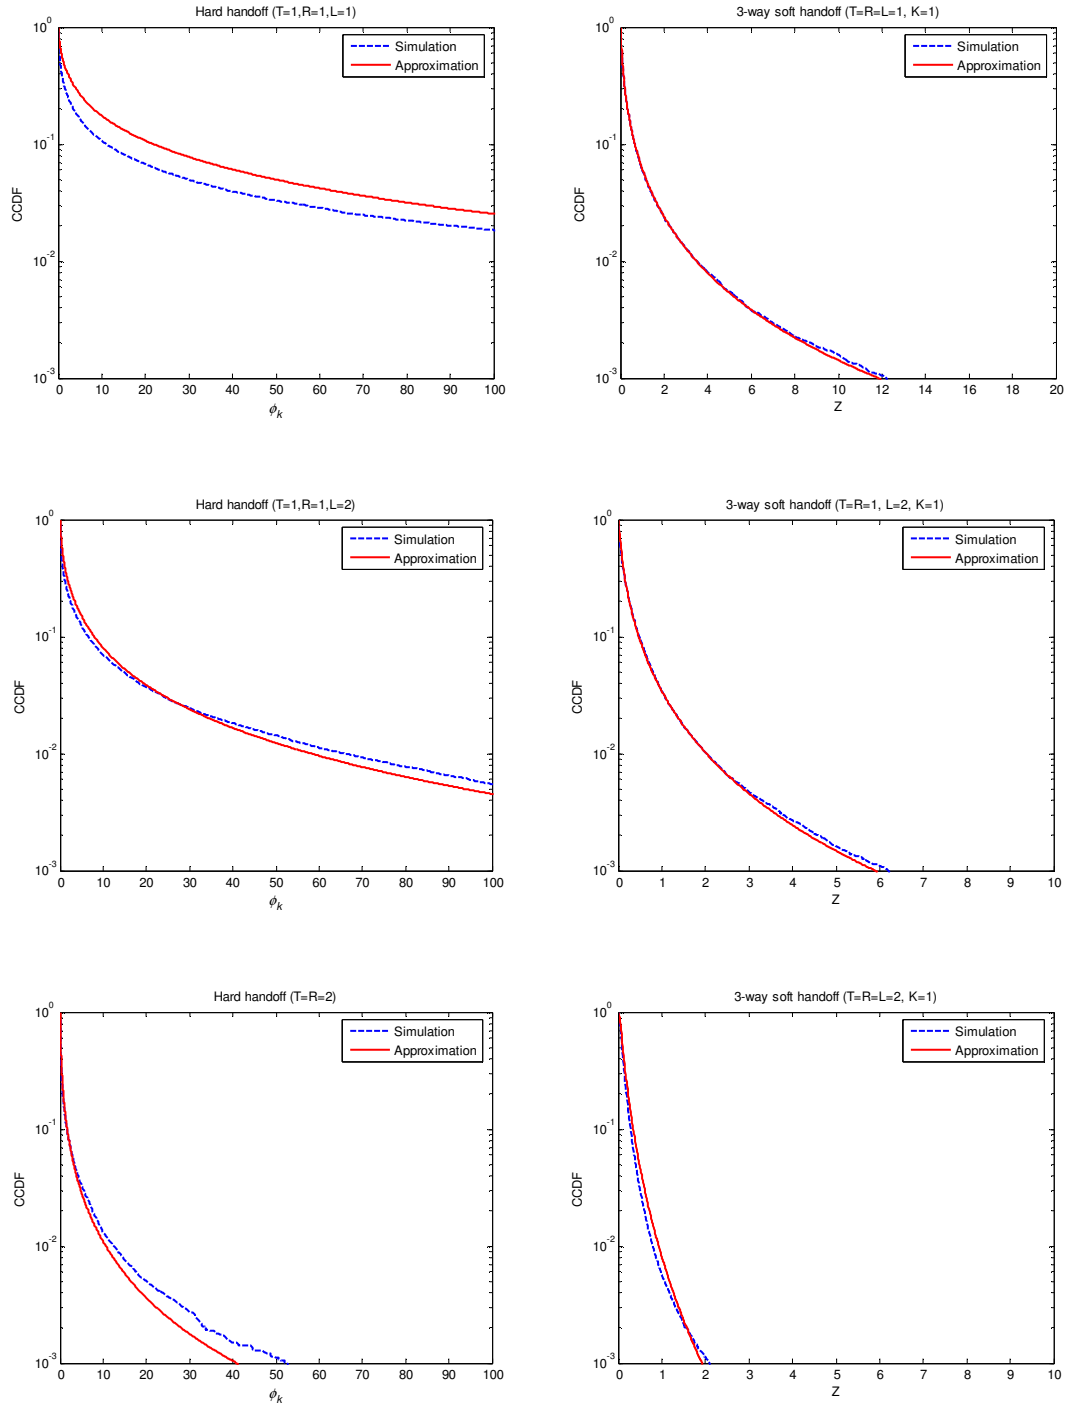 Hard handoff (T=1,R=1,L=1)
10^0
10^-1
10^-2
10^-3
CCDF
Simulation
Approximation
0 10 20 30 40 50 60 70 80 90 100
ϕ_k
3-way soft handoff (T=R=L=1, K=1)
10^0
10^-1
10^-2
10^-3
CCDF
Simulation
Approximation
0 2 4 6 8 10 12 14 16 18 20
Z
Hard handoff (T=1,R=1,L=2)
10^0
10^-1
10^-2
10^-3
CCDF
Simulation
Approximation
0 10 20 30 40 50 60 70 80 90 100
ϕ_k
3-way soft handoff (T=R=1, L=2, K=1)
10^0
10^-1
10^-2
10^-3
CCDF
Simulation
Approximation
0 1 2 3 4 5 6 7 8 9 10
Z
Hard handoff (T=R=2)
10^0
10^-1
10^-2
10^-3
CCDF
Simulation
Approximation
0 10 20 30 40 50 60 70 80 90 100
ϕ_k
3-way soft handoff (T=R=L=2, K=1)
10^0
10^-1
10^-2
10^-3
CCDF
Simulation
Approximation
0 1 2 3 4 5 6 7 8 9 10
Z